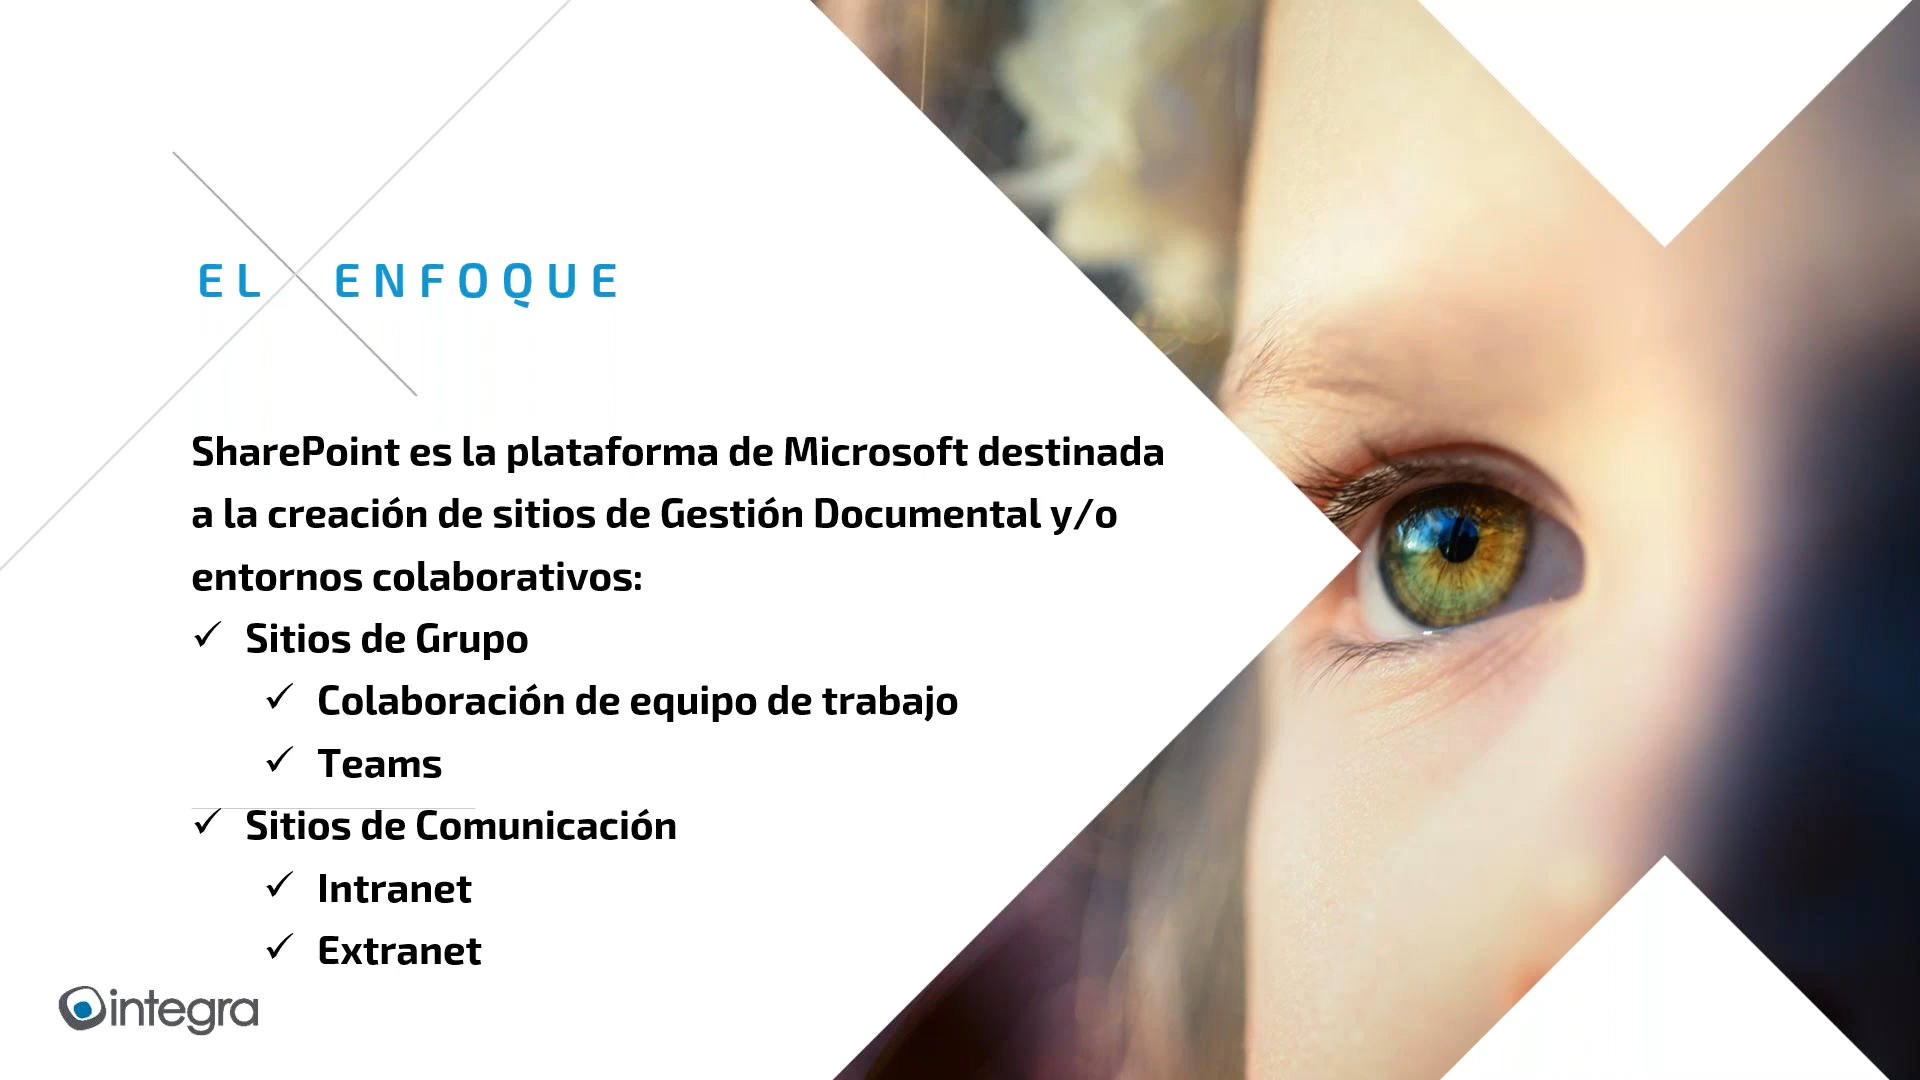 EL ENFOQUE
SharePoint es la plataforma de Microsoft destinada
a la creación de sitios de Gestión Documental y/o
entornos colaborativos:
✓ Sitios de Grupo
✓ Colaboración de equipo de trabajo
✓ Teams
✓ Sitios de Comunicación
✓ Intranet
✓ Extranet
integra